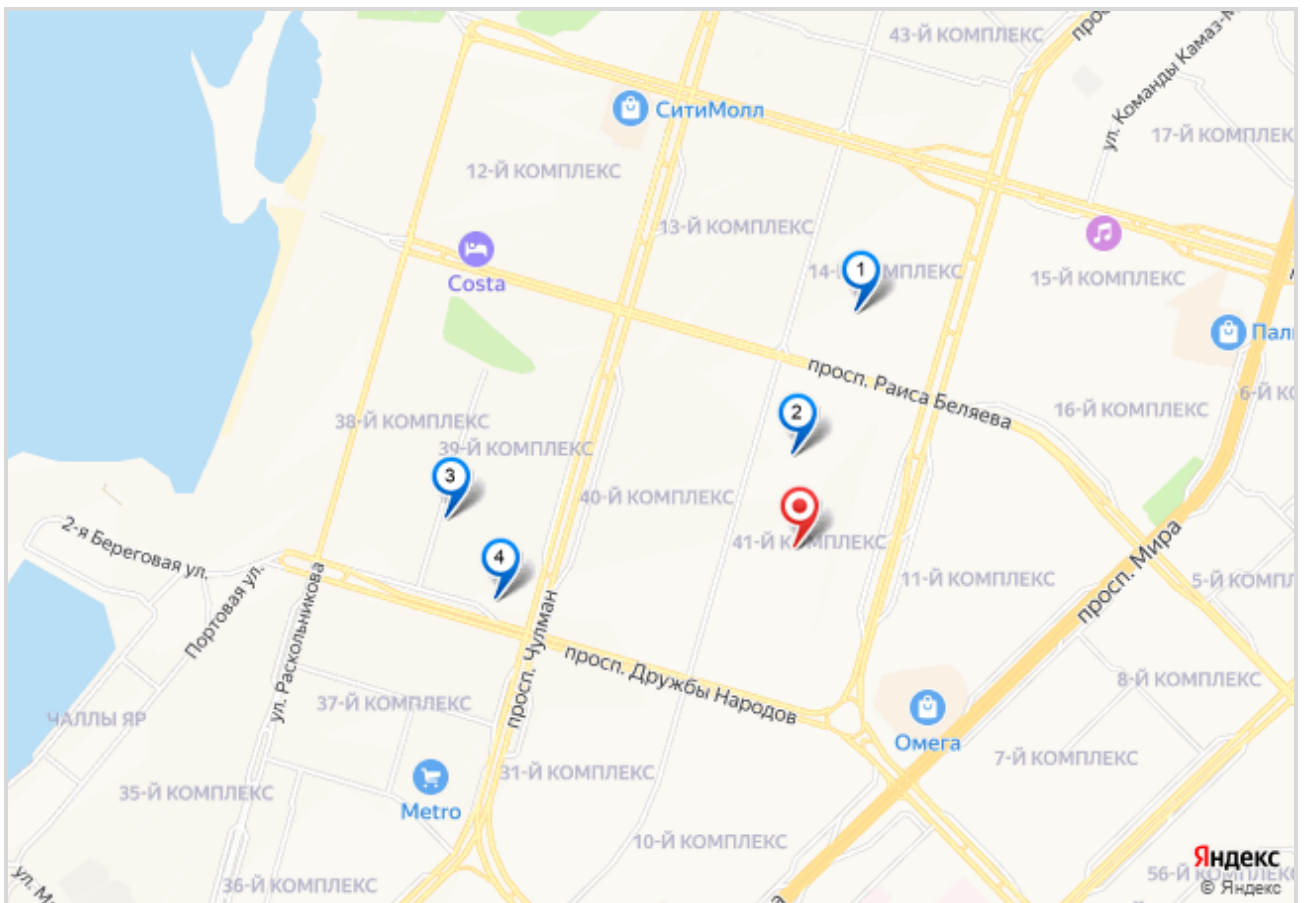 43-Й КОМПЛЕКС
ул. Команды Камаз-М
СитиМолл
17-Й КОМПЛЕК
12-Й КОМПЛЕКС
13-Й КОМПЛЕКС
1
14-Й КОМПЛЕКС
15-Й КОМПЛЕКС
Costa
Пал
просп. Раиса Беляева
6-Й К
16-Й КОМПЛЕКС
2
38-Й КОМПЛЕКС
39-Й КОМПЛЕКС
3
40-Й КОМПЛЕКС
41-Й КОМПЛЕКС
4
2-я Береговая ул.
Портовая ул.
ул. Раскольникова
11-Й КОМПЛЕКС
просп. Мира
5-Й КОМПЛ
просп. Чулман
просп. Дружбы Народов
8-Й КОМПЛЕКС
37-Й КОМПЛЕКС
ЧАЛЛЫ ЯР
Омега
7-Й КОМПЛЕКС
31-Й КОМПЛЕКС
35-Й КОМПЛЕКС
Metro
10-Й КОМПЛЕКС
36-Й КОМПЛЕКС
ул. М
Яндекс
56-Й КОМПЛЕК
© Яндекс